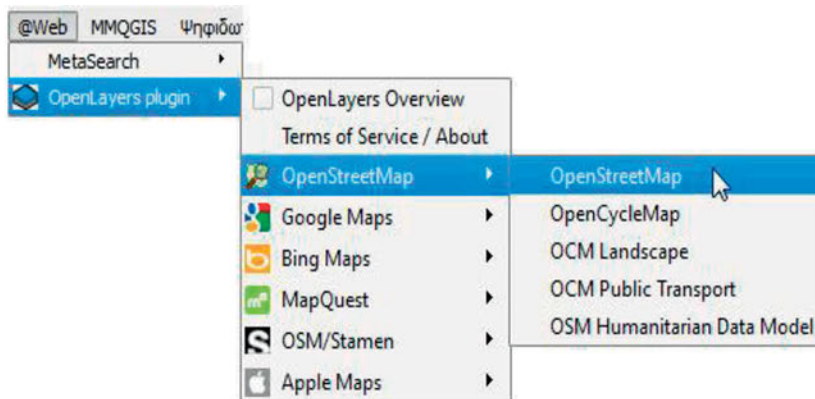 @Web MMQGIS Ψηφιδω
MetaSearch
OpenLayers plugin
OpenLayers Overview
Terms of Service / About
OpenStreetMap
Google Maps
Bing Maps
MapQuest
OSM/Stamen
Apple Maps
OpenStreetMap
OpenCycleMap
OCM Landscape
OCM Public Transport
OSM Humanitarian Data Model